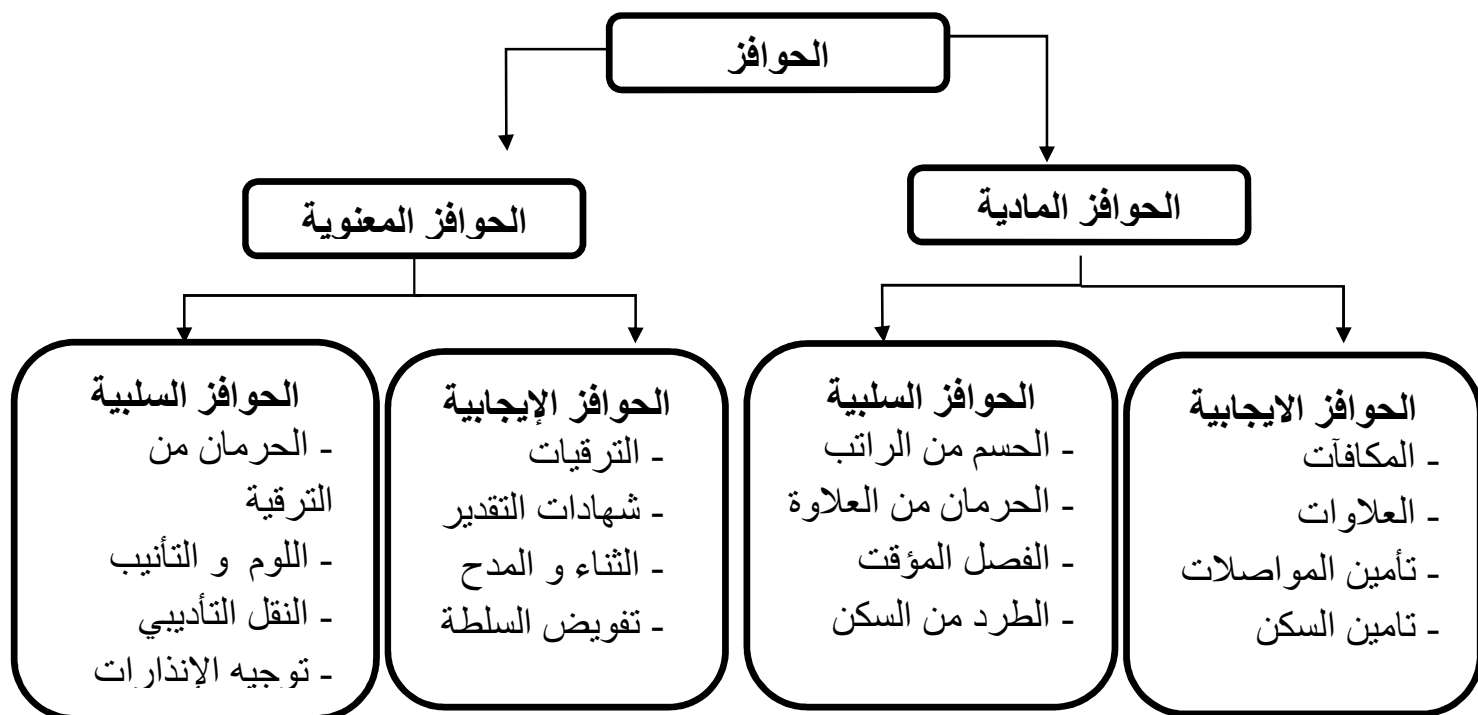 الحوافز
الحوافز المادية
الحوافز المعنوية
الحوافز الايجابية
- المكافآت
- العلاوات
- تأمين المواصلات
- تامين السكن
الحوافز السلبية
- الحسم من الراتب
- الحرمان من العلاوة
- الفصل المؤقت
- الطرد من السكن
الحوافز الإيجابية
- الترقيات
- شهادات التقدير
- الثناء و المدح
- تفويض السلطة
الحوافز السلبية
- الحرمان من
الترقية
- اللوم و التأنيب
- النقل التأديبي
- توجيه الإنذارات